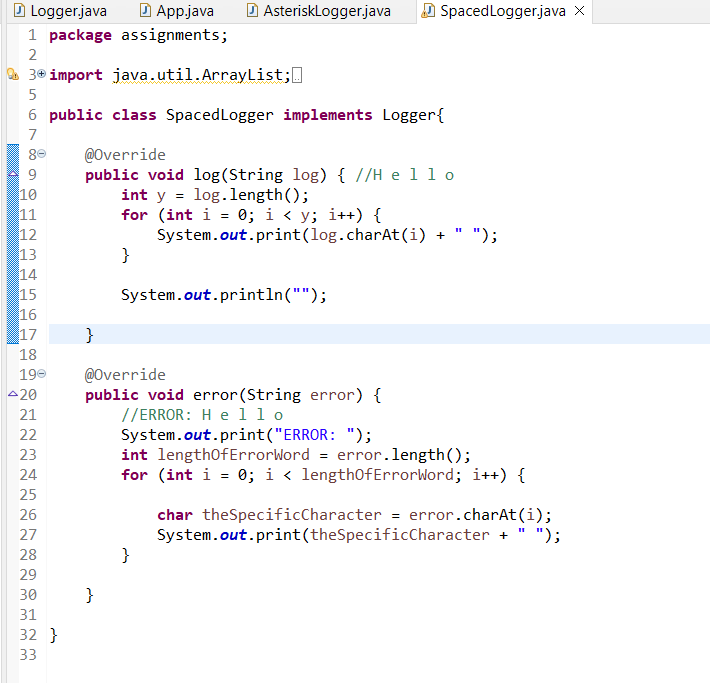 Logger.java App.java AsteriskLogger.java SpacedLogger.java
1 package assignments;
2
3 import java.util.ArrayList;
5
6 public class SpacedLogger implements Logger{
7
8 @Override
9 public void log(String log) { //H e l l o
10 int y = log.length();
11 for (int i = 0; i < y; i++) {
12 System.out.print(log.charAt(i) + " ");
13 }
14
15 System.out.println("");
16
17 }
18
19 @Override
20 public void error(String error) {
21 //ERROR: H e l l o
22 System.out.print("ERROR: ");
23 int lengthOfErrorWord = error.length();
24 for (int i = 0; i < lengthOfErrorWord; i++) {
25
26 char theSpecificCharacter = error.charAt(i);
27 System.out.print(theSpecificCharacter + " ");
28 }
29
30 }
31
32 }
33